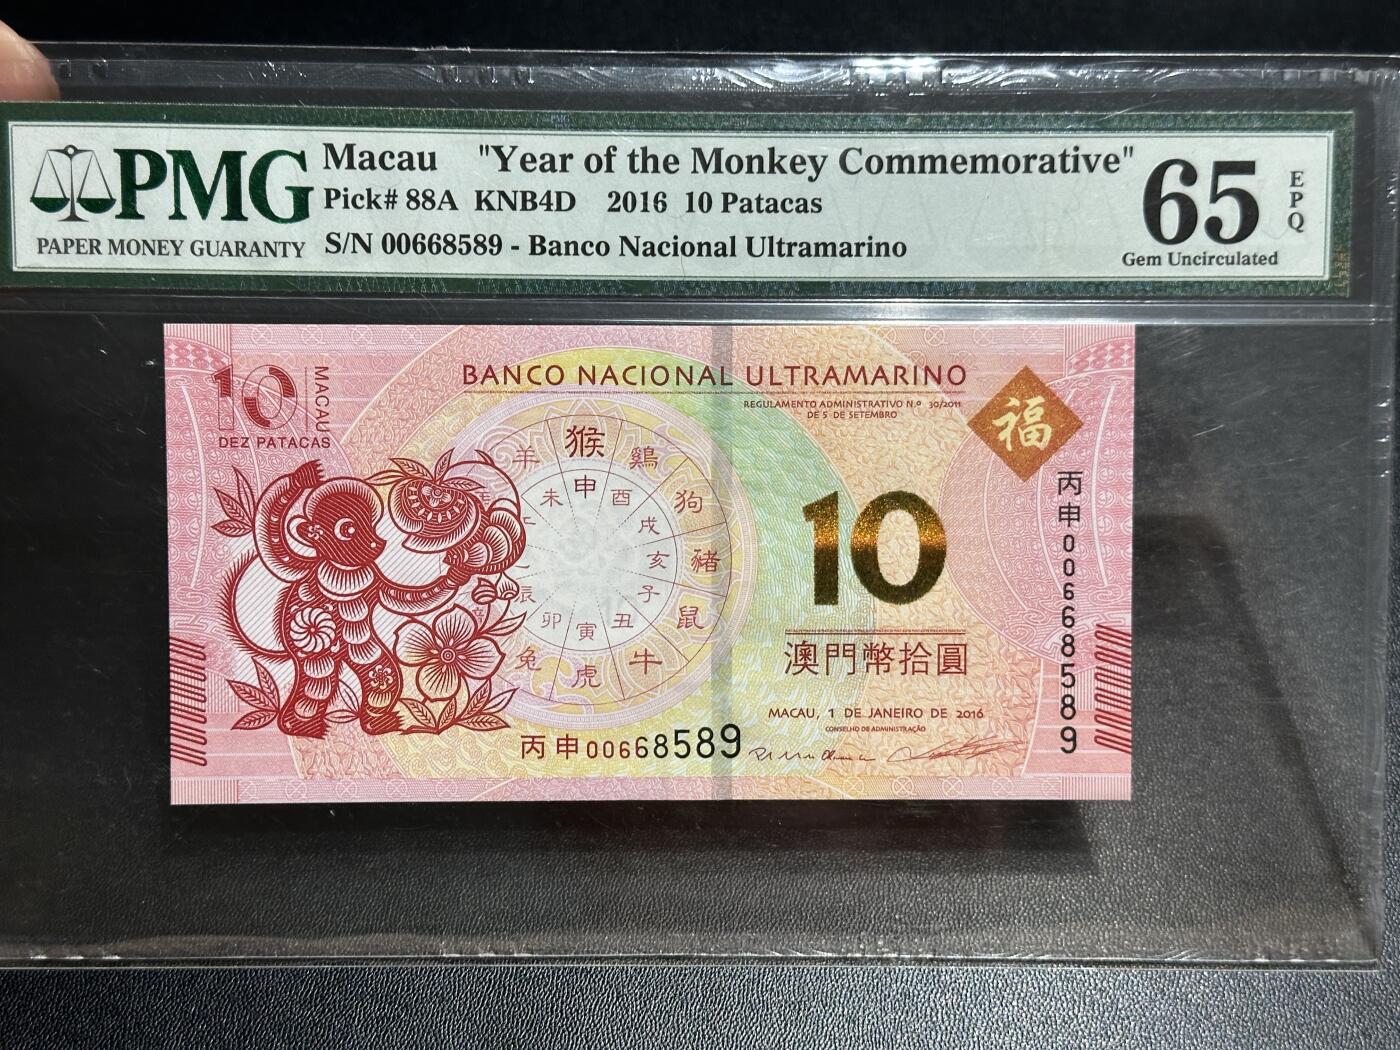 PMG
PAPER MONEY GUARANTY
Macau "Year of the Monkey Commemorative"
Pick# 88A KNB4D 2016 10 Patacas
S/N 00668589 - Banco Nacional Ultramarino
65
EPQ
Gem Uncirculated
10
MACAU
DEZ PATACAS
BANCO NACIONAL ULTRAMARINO
REGULAMENTO ADMINISTRATIVO N.º 30/2011
DE 5 DE SETEMBRO
福
猴
鷄
狗
豬
鼠
牛
虎
兔
羊
申
酉
戌
亥
子
丑
寅
卯
辰
未
10
澳門幣拾圓
MACAU, 1 DE JANEIRO DE 2016
CONSELHO DE ADMINISTRAÇÃO
丙申00668589
丙申00668589